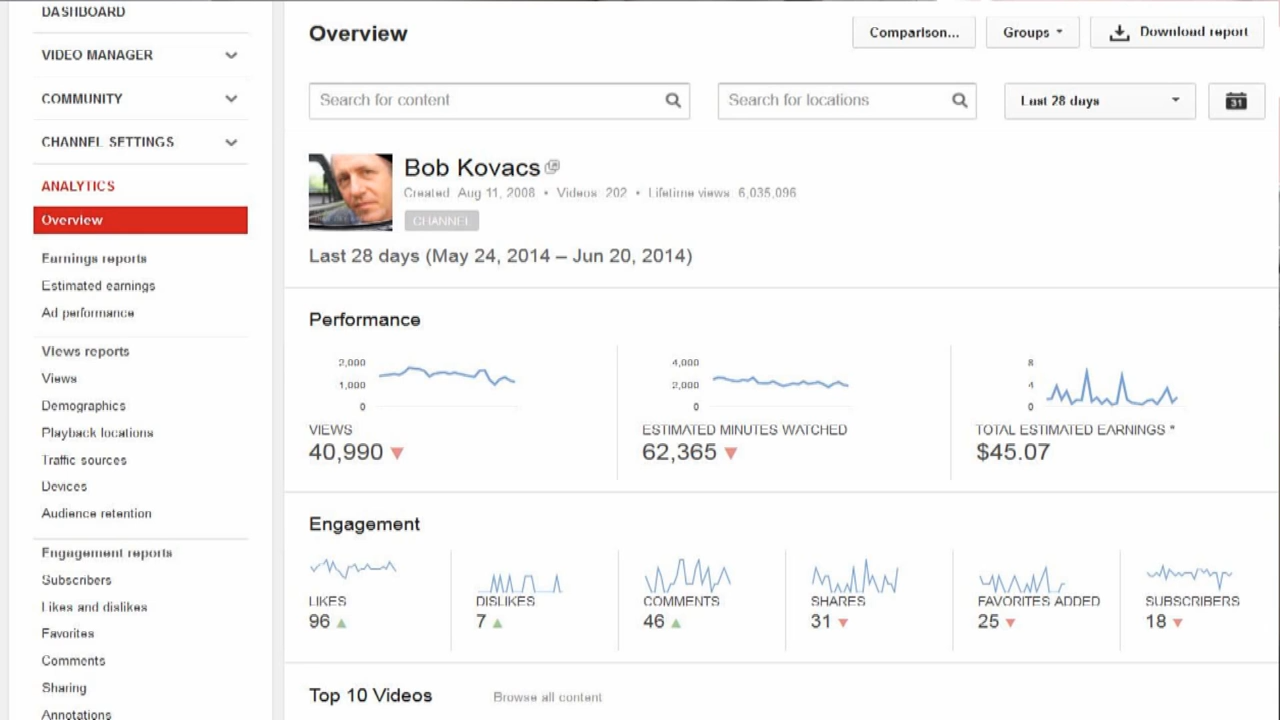 DASHBOARD
VIDEO MANAGER
COMMUNITY
CHANNEL SETTINGS
ANALYTICS
Overview
Earnings reports
Estimated earnings
Ad performance
Views reports
Views
Demographics
Playback locations
Traffic sources
Devices
Audience retention
Engagement reports
Subscribers
Likes and dislikes
Favorites
Comments
Sharing
Annotations
Overview
Comparison... Groups Download report
Search for content Search for locations Last 28 days 31
Bob Kovacs
Created: Aug 11, 2008 • Videos: 202 • Lifetime views: 6,035,096
CHANNEL
Last 28 days (May 24, 2014 – Jun 20, 2014)
Performance
2,000
1,000
0
VIEWS
40,990
4,000
2,000
0
ESTIMATED MINUTES WATCHED
62,365
8
4
0
TOTAL ESTIMATED EARNINGS *
$45.07
Engagement
LIKES
96
DISLIKES
7
COMMENTS
46
SHARES
31
FAVORITES ADDED
25
SUBSCRIBERS
18
Top 10 Videos Browse all content